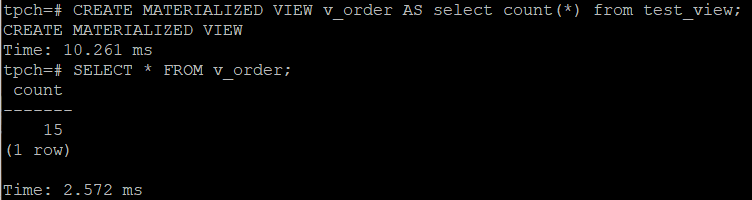 tpch=# CREATE MATERIALIZED VIEW v_order AS select count(*) from test_view;
CREATE MATERIALIZED VIEW
Time: 10.261 ms
tpch=# SELECT * FROM v_order;
 count
-------
    15
(1 row)

Time: 2.572 ms